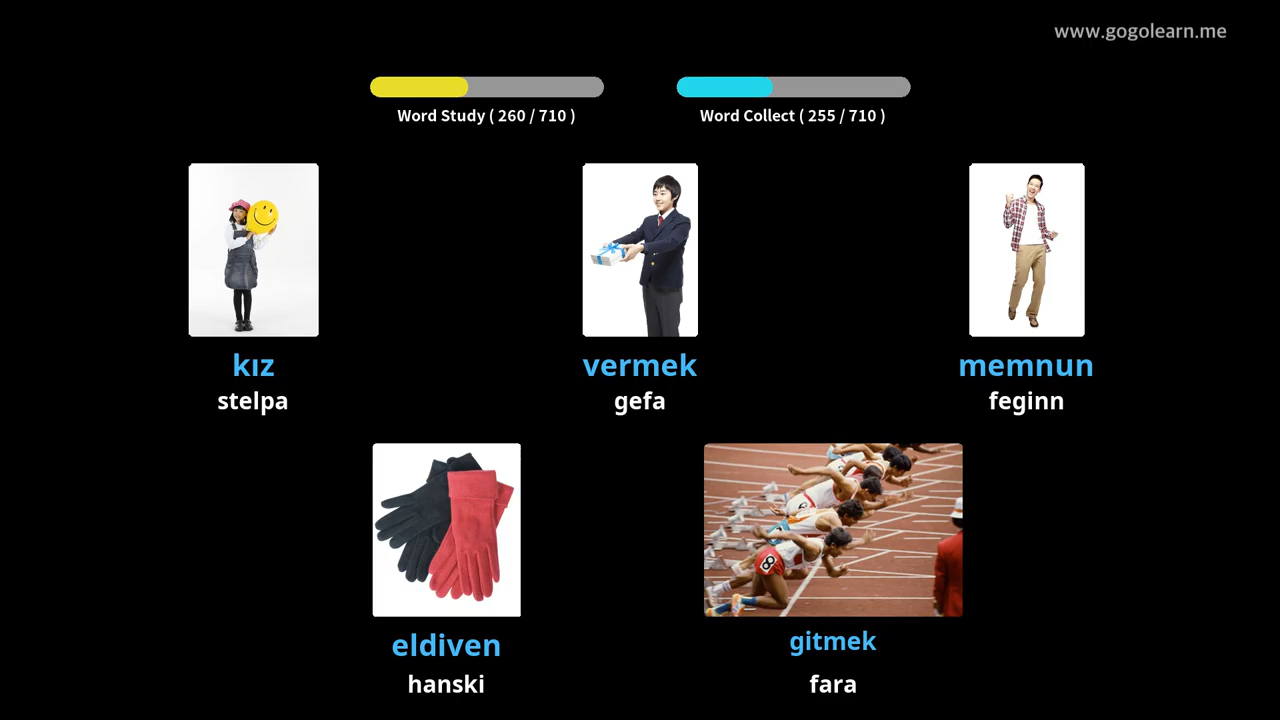 www.gogolearn.me
Word Study ( 260 / 710 )
Word Collect ( 255 / 710 )
kız
vermek
memnun
stelpa
gefa
feginn
eldiven
gitmek
hanski
fara